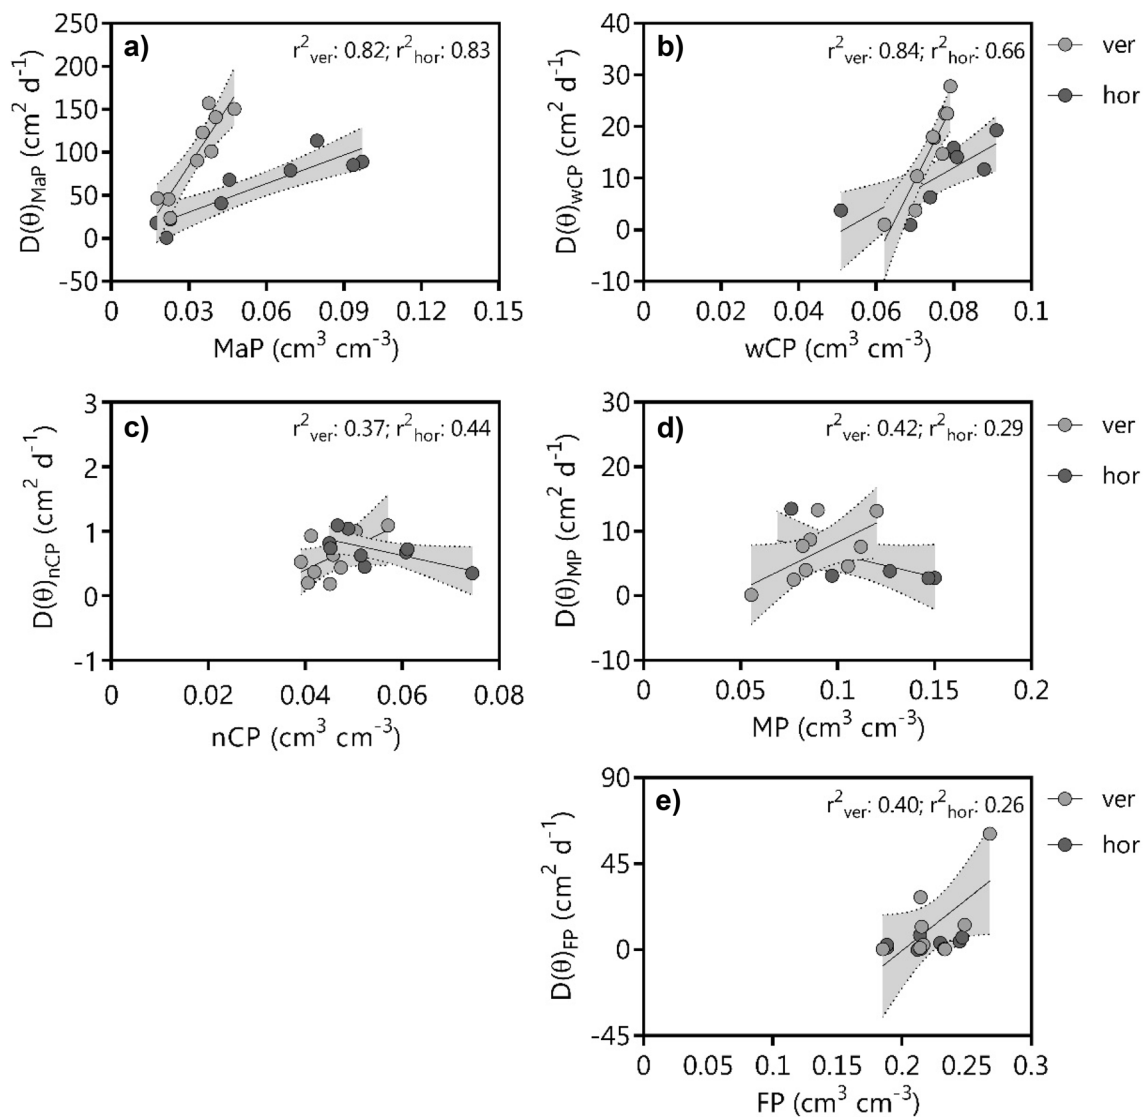 a)
r²ver: 0.82; r²hor: 0.83
250
200
150
100
50
0
-50
D(θ)MaP (cm² d⁻¹)
0 0.03 0.06 0.09 0.12 0.15
MaP (cm³ cm⁻³)
b)
r²ver: 0.84; r²hor: 0.66
40
30
20
10
0
-10
D(θ)wCP (cm² d⁻¹)
0 0.02 0.04 0.06 0.08 0.1
wCP (cm³ cm⁻³)
ver
hor
c)
r²ver: 0.37; r²hor: 0.44
3
2
1
0
-1
D(θ)nCP (cm² d⁻¹)
0 0.02 0.04 0.06 0.08
nCP (cm³ cm⁻³)
d)
r²ver: 0.42; r²hor: 0.29
30
20
10
0
-10
D(θ)MP (cm² d⁻¹)
0 0.05 0.1 0.15 0.2
MP (cm³ cm⁻³)
ver
hor
e)
r²ver: 0.40; r²hor: 0.26
90
45
0
-45
D(θ)FP (cm² d⁻¹)
0 0.05 0.1 0.15 0.2 0.25 0.3
FP (cm³ cm⁻³)
ver
hor